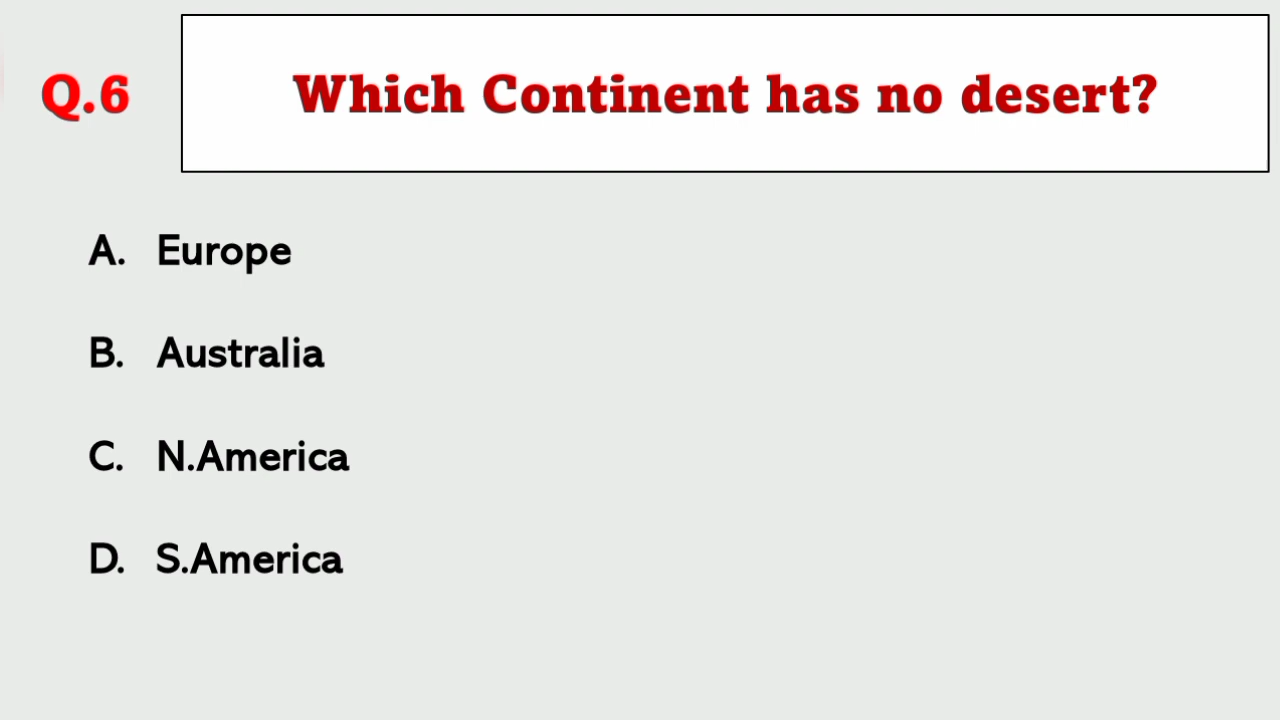 Q.6 Which Continent has no desert?
A. Europe
B. Australia
C. N.America
D. S.America